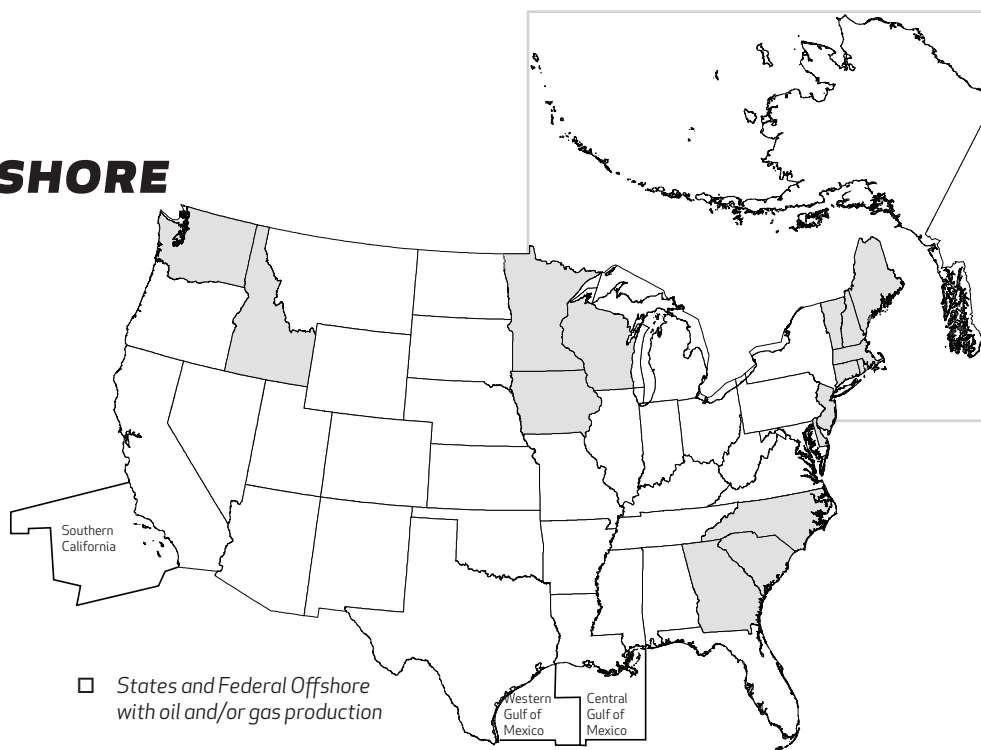 SHORE
Southern
California
States and Federal Offshore
with oil and/or gas production
Western
Gulf of
Mexico
Central
Gulf of
Mexico